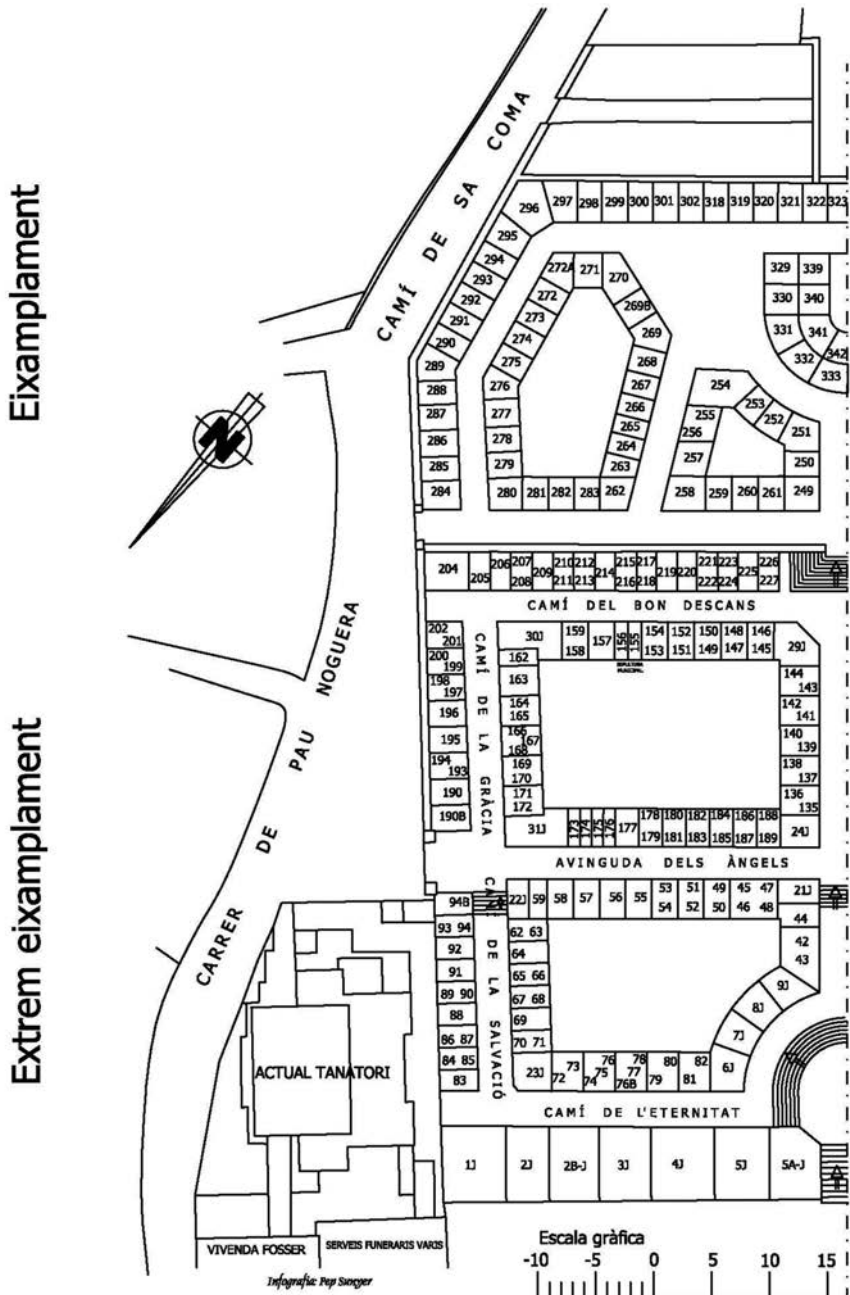 Eixamplament
Extrem eixamplament
CAMÍ DE SA COMA
296 297 298 299 300 301 302 318 319 320 321 322 323
295
294
293
292
291
290
289
288
287
286
285
284
272A 271 270
272 269B
273 269
274 268
275 267
276 266
277 265
278 264
279 263
280 281 282 283 262
329 339
330 340
331 341
332 342
333
254
253
252
251
255
256
257 250
258 259 260 261 249
N
CARRER DE PAU NOGUERA
204 205 206 207 208 209 210 211 212 213 214 215 216 217 218 219 220 221 222 223 224 225 226 227
CAMÍ DEL BON DESCANS
202 201
200 199
198 197
196
195
194 193
190
190B
CAMÍ DE LA GRÀCIA
30J 159 158 157 156 155 154 153 152 151 150 149 148 147 146 145 29J
SEPULTURA MUNICIPAL
162
163
164
165
166
167
168
169
170
171
172
144 143
142 141
140 139
138 137
136 135
31J 173 174 175 176 177 178 179 180 181 182 183 184 185 186 187 188 189 24J
AVINGUDA DELS ÀNGELS
94B
93 94
92
91
89 90
88
86 87
84 85
83
CAMÍ DE LA SALVACIÓ
22J 59 58 57 56 55 53 54 51 52 49 50 45 46 47 48 21J
62 63
64
65 66
67 68
69
70 71
44
42
43
9J
8J
7J
6J
23J 72 73 74 75 76 76B 77 78 79 80 81 82
CAMÍ DE L'ETERNITAT
1J 2J 2B-J 3J 4J 5J 5A-J
ACTUAL TANATORI
VIVENDA FOSSER
SERVEIS FUNERARIS VARIS
Infografia: Pep Sunyer
Escala gràfica
-10 -5 0 5 10 15